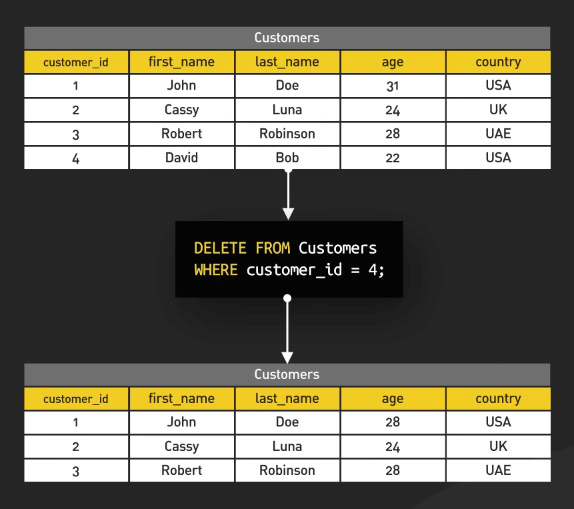 Customers
customer_id first_name last_name age country
1 John Doe 31 USA
2 Cassy Luna 24 UK
3 Robert Robinson 28 UAE
4 David Bob 22 USA
DELETE FROM Customers
WHERE customer_id = 4;
Customers
customer_id first_name last_name age country
1 John Doe 28 USA
2 Cassy Luna 24 UK
3 Robert Robinson 28 UAE